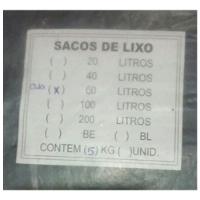 SACOS DE LIXO
( ) 20 LITROS
( ) 40 LITROS
(X) 60 LITROS
( ) 100 LITROS
( ) 200 LITROS
( ) BE ( ) BL
CONTEM (5) KG ( ) UNID.